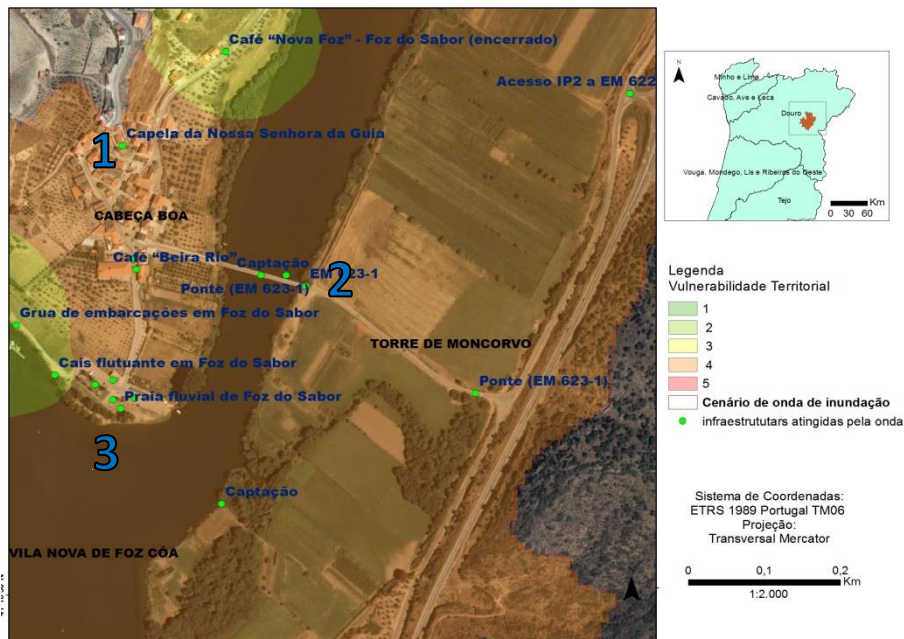 Café “Nova Foz” - Foz do Sabor (encerrado)
Acesso IP2 a EM 622
1
Capela da Nossa Senhora da Guia
CABEÇA BOA
Café “Beira Rio”
Captação
EM 623-1
2
Ponte (EM 623-1)
Grua de embarcações em Foz do Sabor
TORRE DE MONCORVO
Cais flutuante em Foz do Sabor
Ponte (EM 623-1)
Praia fluvial de Foz do Sabor
3
Captação
VILA NOVA DE FOZ CÔA
N
Minho e Lima
Cavado, Ave e Leca
Douro
Vouga, Mondego, Lis e Ribeiras do Oeste
Tejo
Km
0 30 60
Legenda
Vulnerabilidade Territorial
1
2
3
4
5
Cenário de onda de inundação
infraestrututars atingidas pela onda
Sistema de Coordenadas:
ETRS 1989 Portugal TM06
Projeção:
Transversal Mercator
0 0,1 0,2
Km
1:2.000